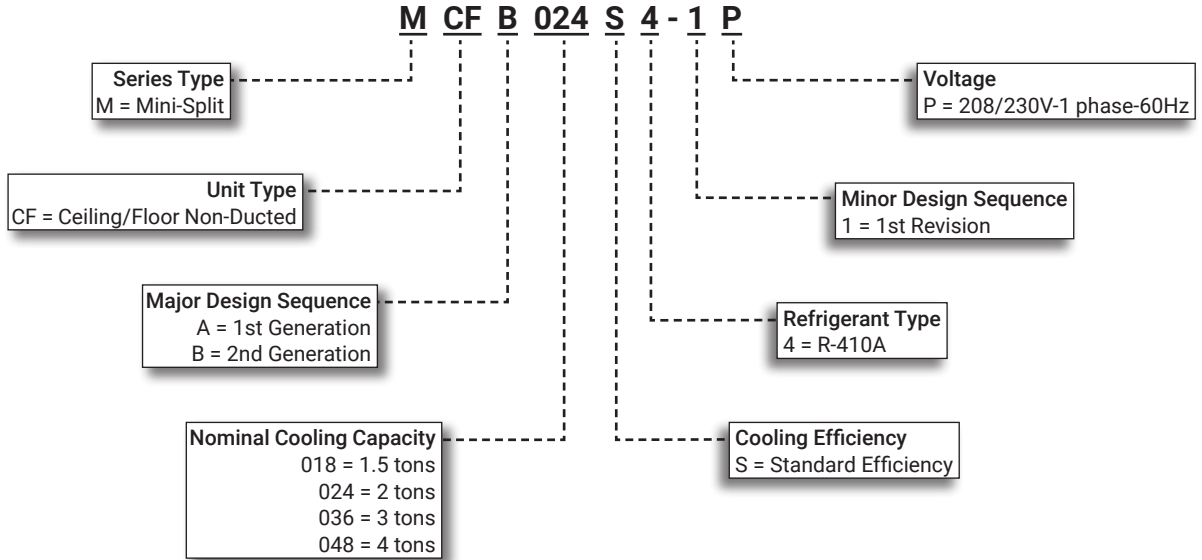 M CF B 024 S 4 - 1 P
Series Type
M = Mini-Split
Voltage
P = 208/230V-1 phase-60Hz
Unit Type
CF = Ceiling/Floor Non-Ducted
Minor Design Sequence
1 = 1st Revision
Major Design Sequence
A = 1st Generation
B = 2nd Generation
Refrigerant Type
4 = R-410A
Nominal Cooling Capacity
018 = 1.5 tons
024 = 2 tons
036 = 3 tons
048 = 4 tons
Cooling Efficiency
S = Standard Efficiency